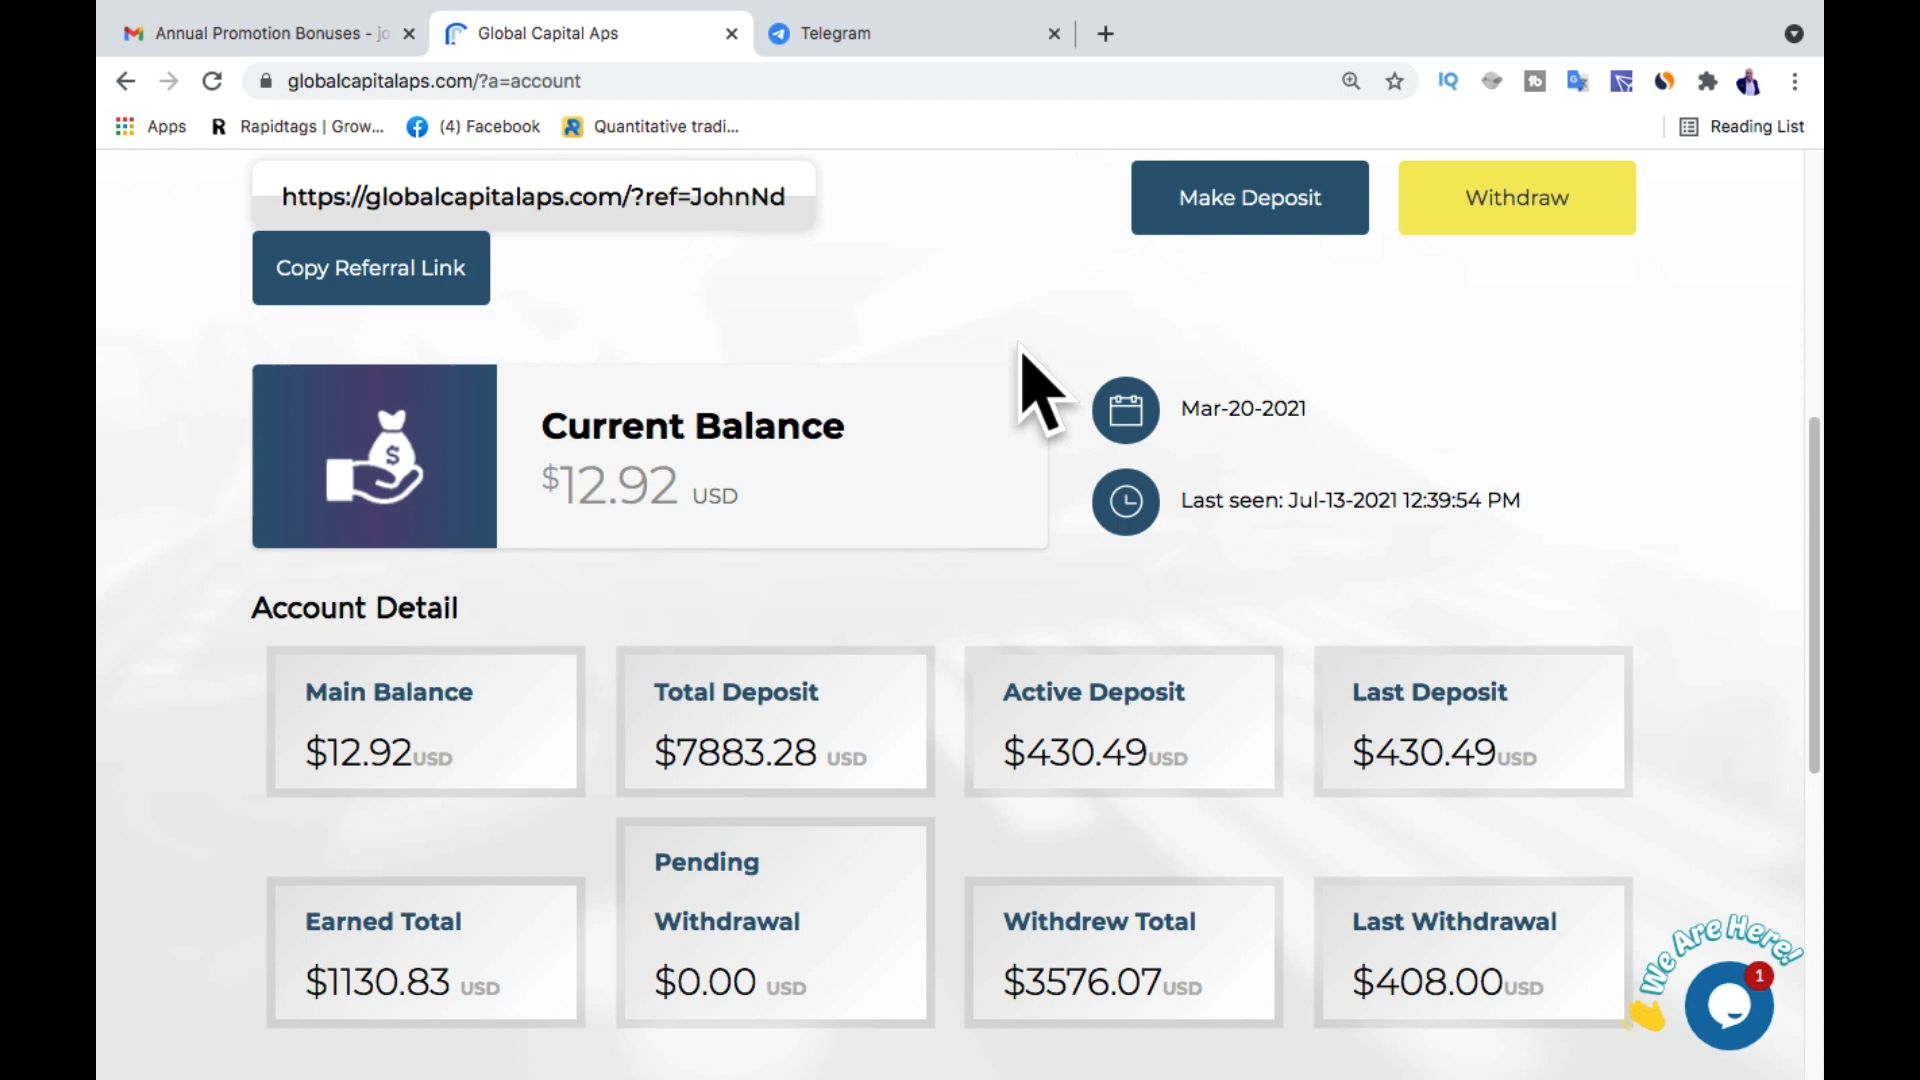 Annual Promotion Bonuses - jo
Global Capital Aps
Telegram
globalcapitalaps.com/?a=account
IQ
Apps
R Rapidtags | Grow...
(4) Facebook
Quantitative tradi...
Reading List
https://globalcapitalaps.com/?ref=JohnNd
Make Deposit
Withdraw
Copy Referral Link
Current Balance
$12.92 USD
Mar-20-2021
Last seen: Jul-13-2021 12:39:54 PM
Account Detail
Main Balance
$12.92USD
Total Deposit
$7883.28 USD
Active Deposit
$430.49USD
Last Deposit
$430.49USD
Earned Total
$1130.83 USD
Pending
Withdrawal
$0.00 USD
Withdrew Total
$3576.07USD
Last Withdrawal
$408.00USD
We Are Here!
1